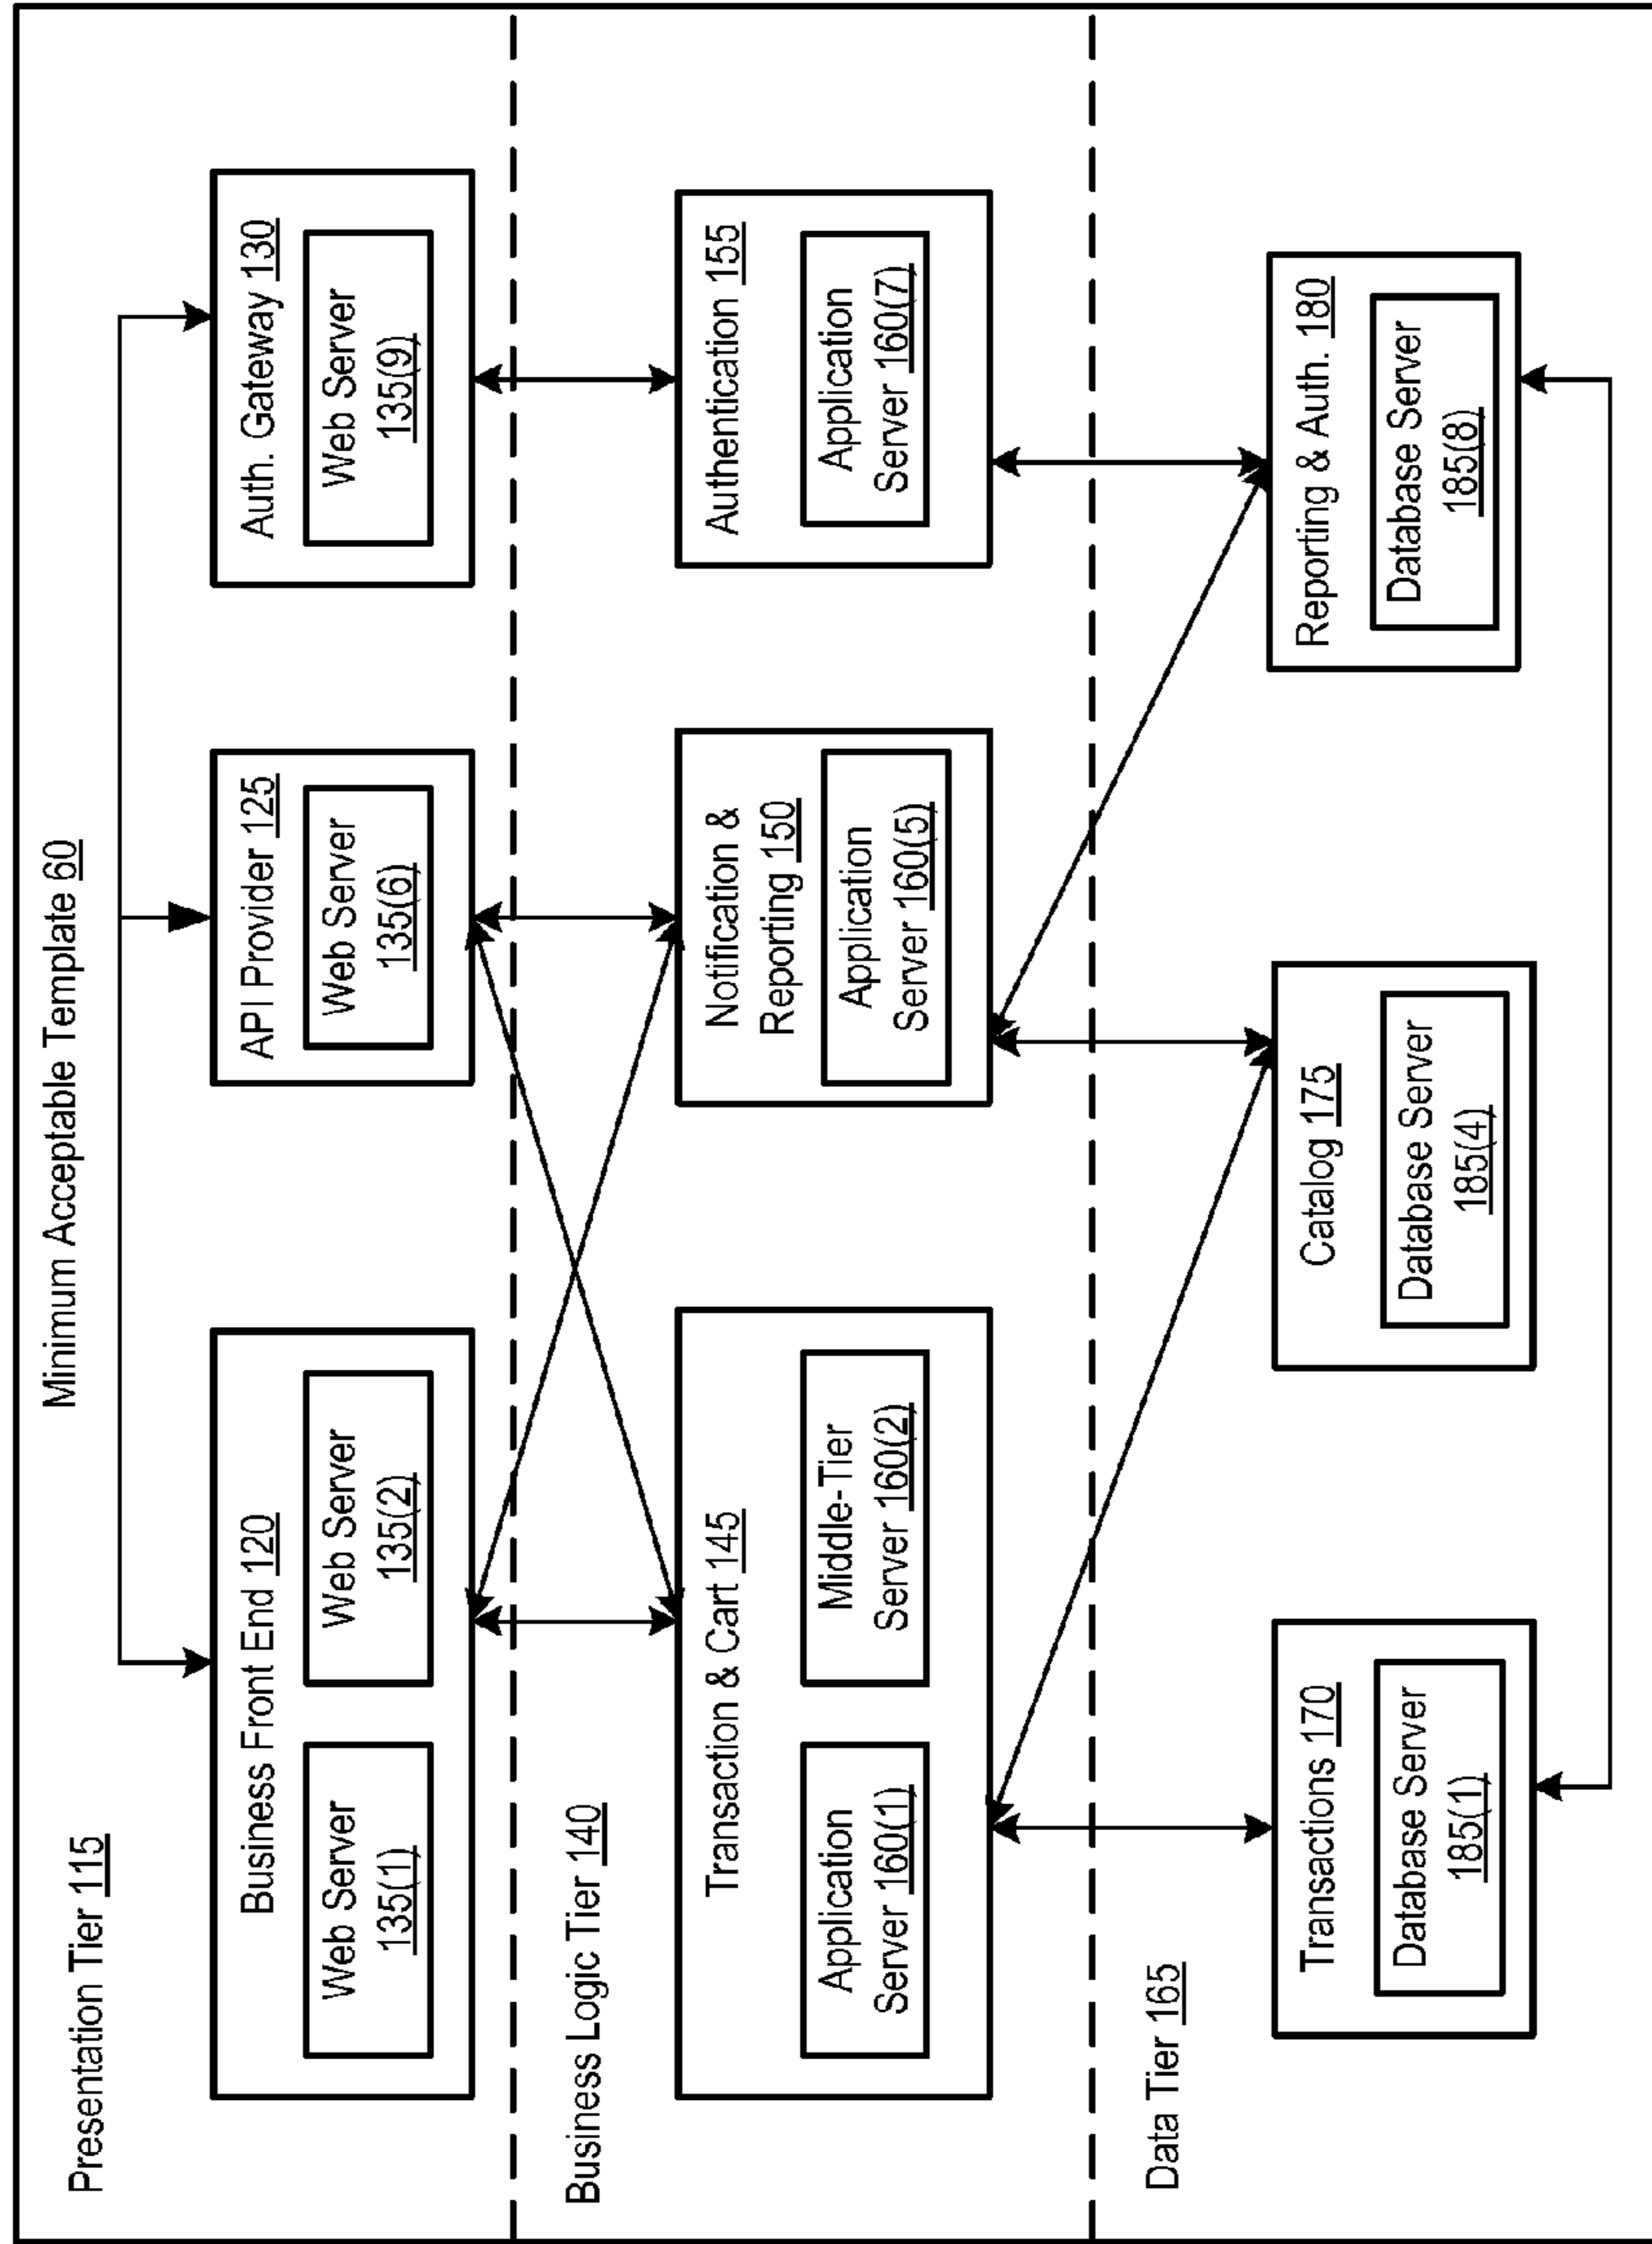 Minimum Acceptable Template 60
Presentation Tier 115
Business Front End 120
Web Server
135(1)
Web Server
135(2)
API Provider 125
Web Server
135(6)
Auth. Gateway 130
Web Server
135(9)
Business Logic Tier 140
Transaction & Cart 145
Application
Server 160(1)
Middle-Tier
Server 160(2)
Notification &
Reporting 150
Application
Server 160(5)
Authentication 155
Application
Server 160(7)
Data Tier 165
Transactions 170
Database Server
185(1)
Catalog 175
Database Server
185(4)
Reporting & Auth. 180
Database Server
185(8)